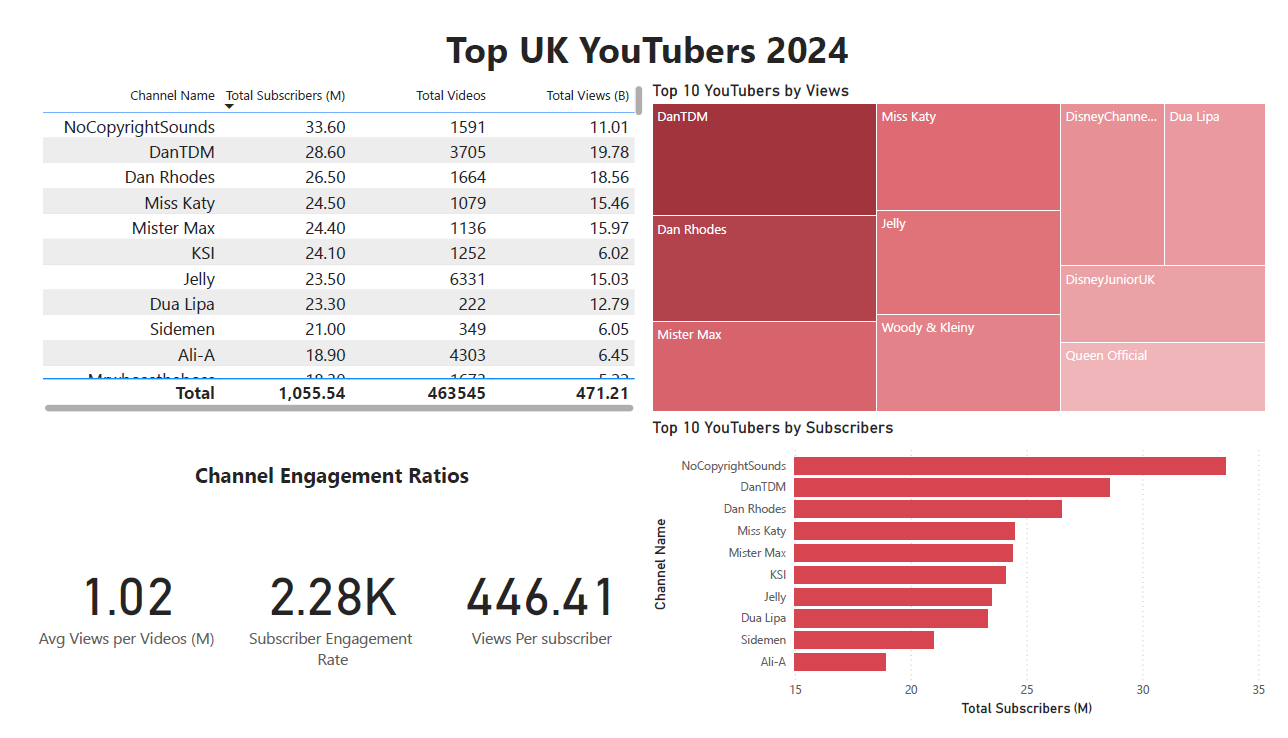 Top UK YouTubers 2024
Channel Name Total Subscribers (M) Total Videos Total Views (B)
NoCopyrightSounds 33.60 1591 11.01
DanTDM 28.60 3705 19.78
Dan Rhodes 26.50 1664 18.56
Miss Katy 24.50 1079 15.46
Mister Max 24.40 1136 15.97
KSI 24.10 1252 6.02
Jelly 23.50 6331 15.03
Dua Lipa 23.30 222 12.79
Sidemen 21.00 349 6.05
Ali-A 18.90 4303 6.45
Total 1,055.54 463545 471.21
Top 10 YouTubers by Views
DanTDM
Dan Rhodes
Mister Max
Miss Katy
Jelly
Woody & Kleiny
DisneyChanne...
Dua Lipa
DisneyJuniorUK
Queen Official
Channel Engagement Ratios
1.02
Avg Views per Videos (M)
2.28K
Subscriber Engagement
Rate
446.41
Views Per subscriber
Top 10 YouTubers by Subscribers
Channel Name
NoCopyrightSounds
DanTDM
Dan Rhodes
Miss Katy
Mister Max
KSI
Jelly
Dua Lipa
Sidemen
Ali-A
15 20 25 30 35
Total Subscribers (M)